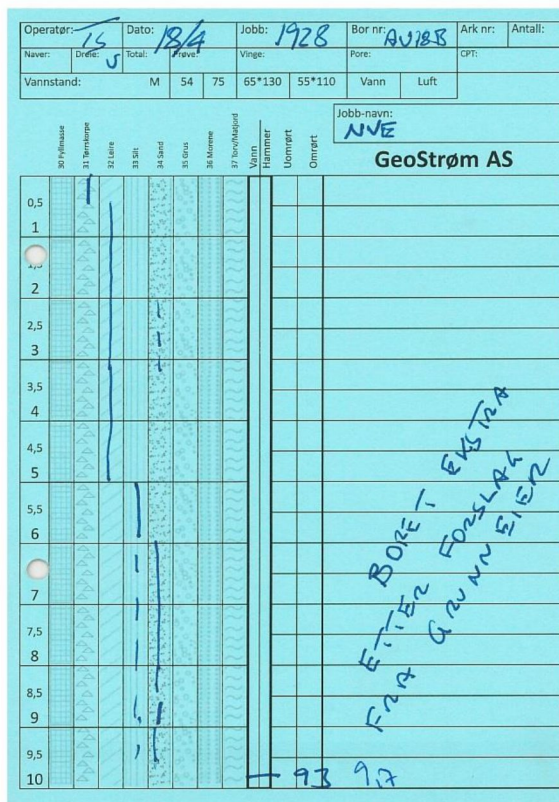 Operatør: TS Dato: 18/4 Jobb: 1928 Bor nr: AV18B Ark nr: Antall:
Naver: Dreie: S Total: Prøve: Vinge: Pore: CPT:
Vannstand: M 54 75 65*130 55*110 Vann Luft
Jobb-navn:
NVE
GeoStrøm AS
30 Fyllmasse
31 Tørrskorpe
32 Leire
33 Silt
34 Sand
35 Grus
36 Morene
37 Torv/Matjord
Vann
Hammer
Uomrørt
Omrørt
0,5
1
1,5
2
2,5
3
3,5
4
4,5
5
5,5
6
7
7,5
8
8,5
9
9,5
10
BORET EKSTRA
ETTER FORSLAG
FRA GRUNNEIER
93 9,7